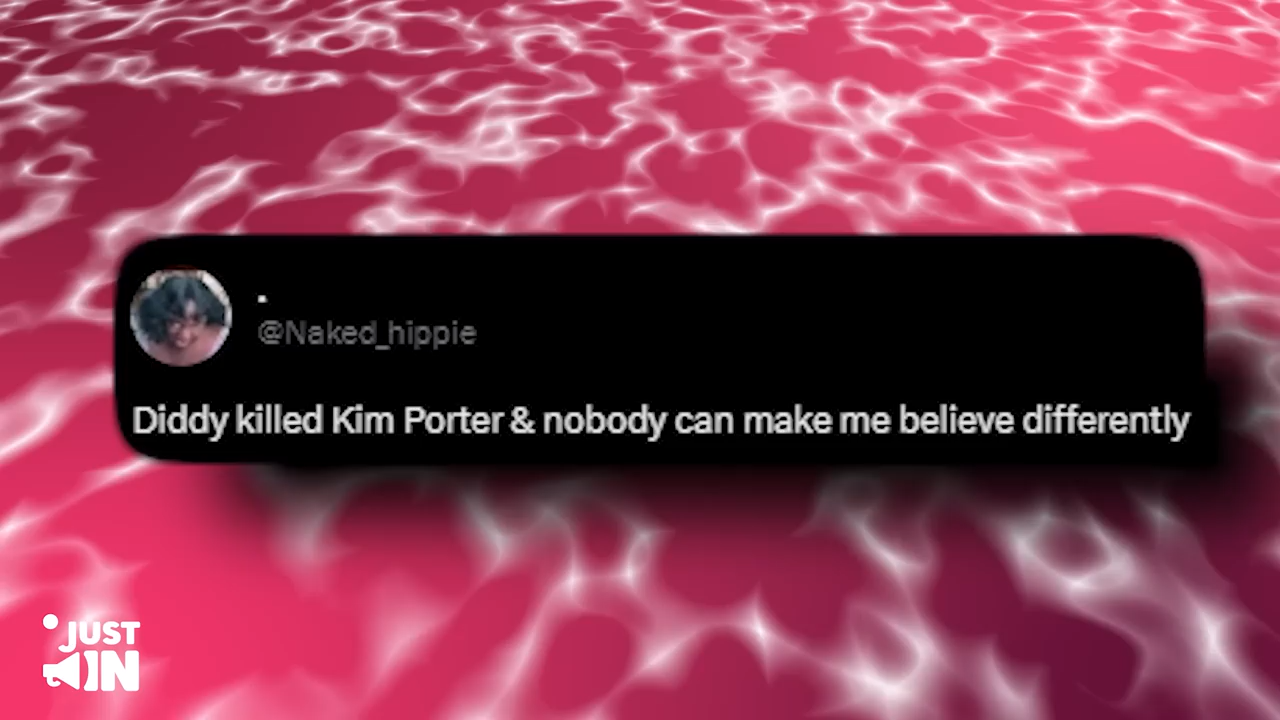 .
@Naked_hippie
Diddy killed Kim Porter & nobody can make me believe differently
JUST
IN